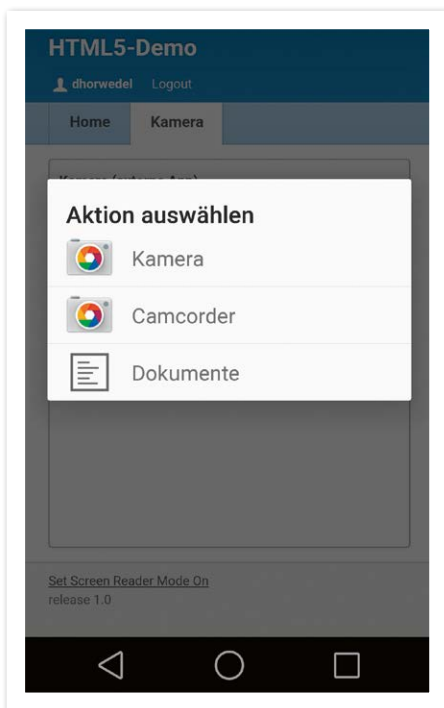 HTML5-Demo
dhorwedel Logout
Home Kamera
Aktion auswählen
Kamera
Camcorder
Dokumente
Set Screen Reader Mode On
release 1.0